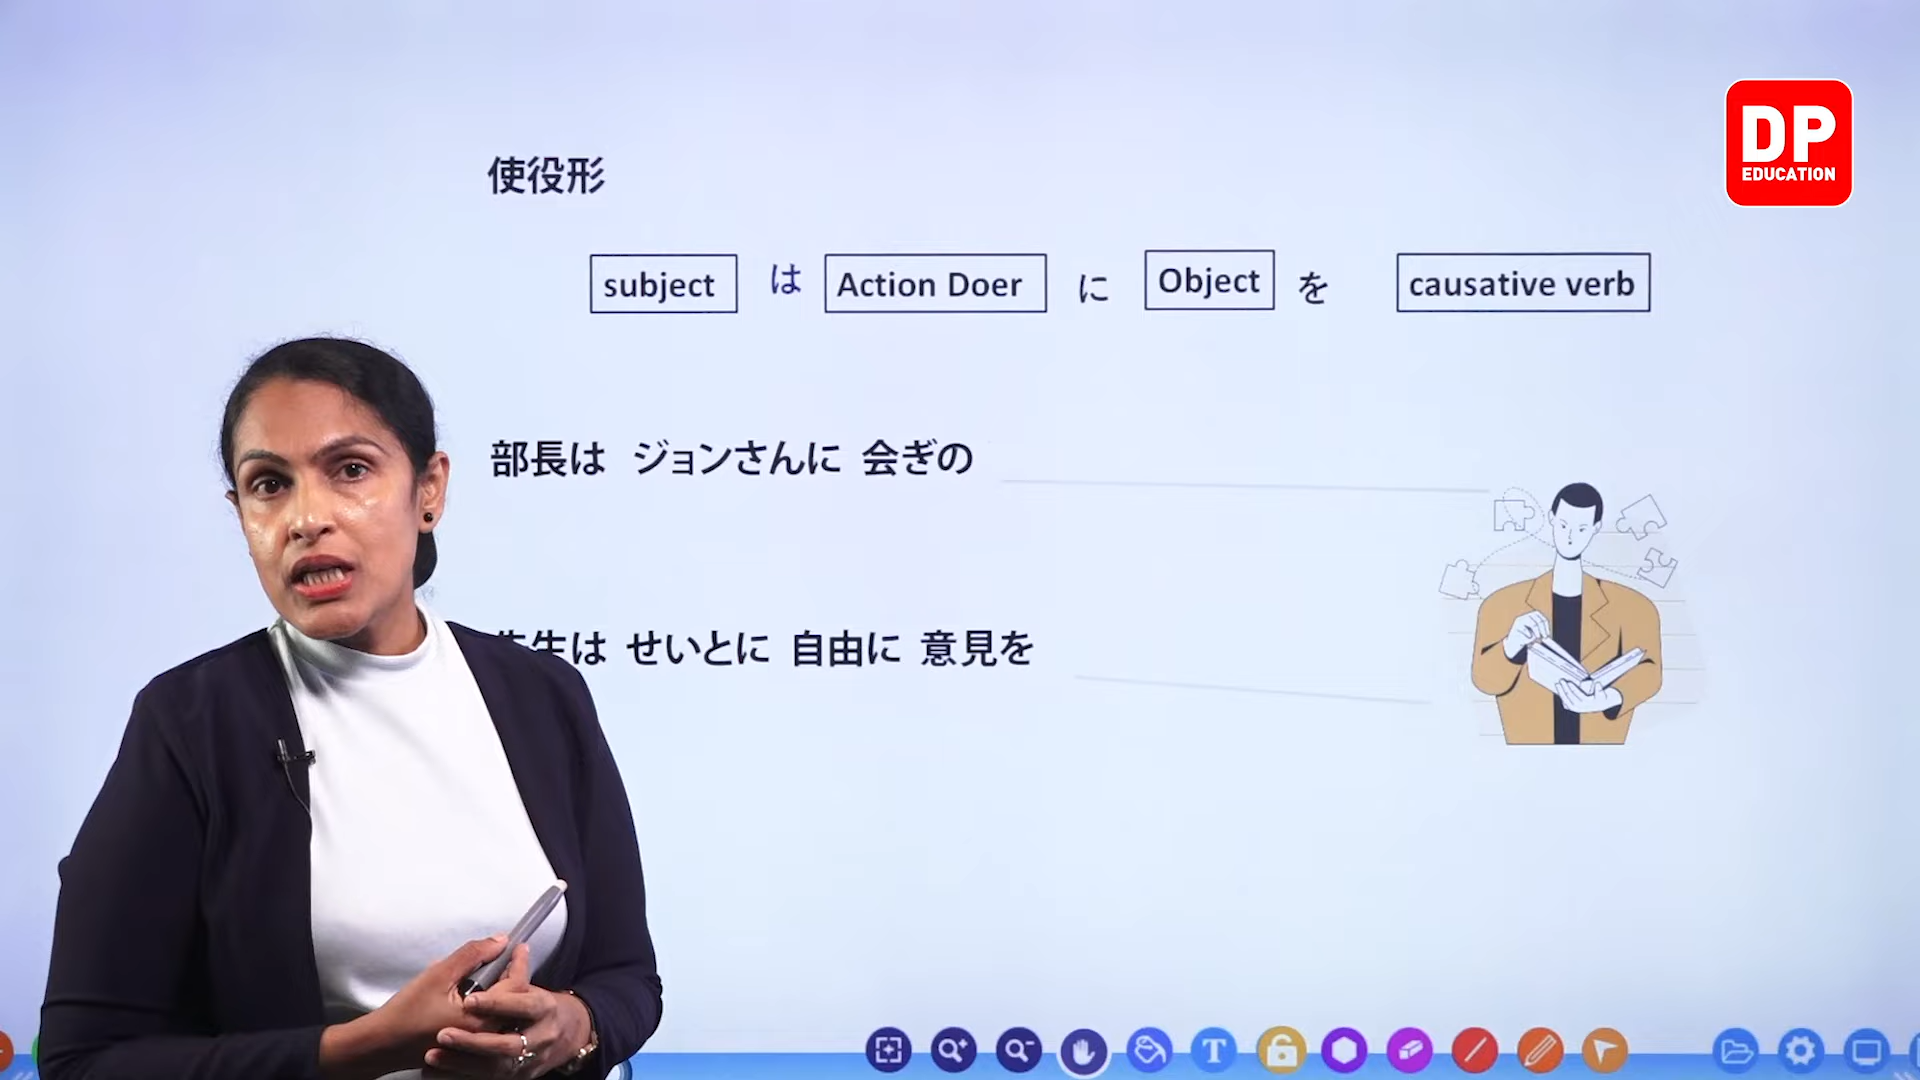 DP
EDUCATION
使役形
subject は Action Doer に Object を causative verb
部長は ジョンさんに 会ぎの
先生は せいとに 自由に 意見を
T